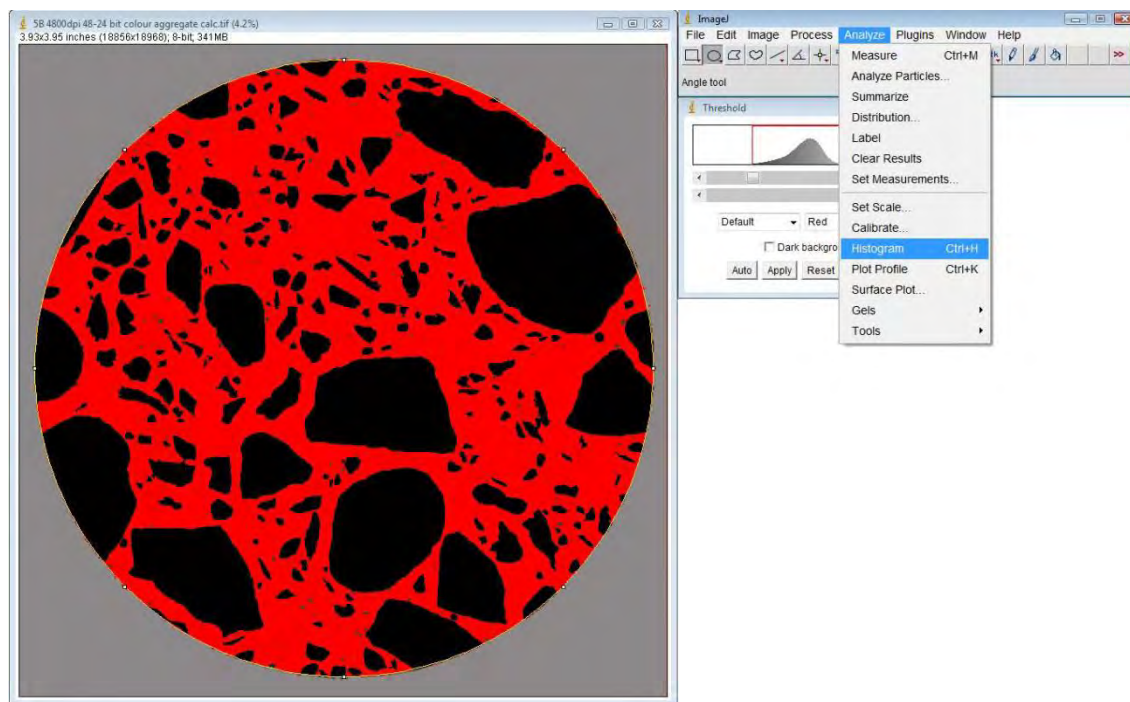 5B 4800dpi 48-24 bit colour aggregate calc.tif (4.2%)
3.93x3.95 inches (18856x18968); 8-bit; 341MB
ImageJ
File Edit Image Process Analyze Plugins Window Help
Angle tool
Threshold
Default Red
Dark backgro
Auto Apply Reset
Measure Ctrl+M
Analyze Particles...
Summarize
Distribution...
Label
Clear Results
Set Measurements...
Set Scale...
Calibrate...
Histogram Ctrl+H
Plot Profile Ctrl+K
Surface Plot...
Gels
Tools